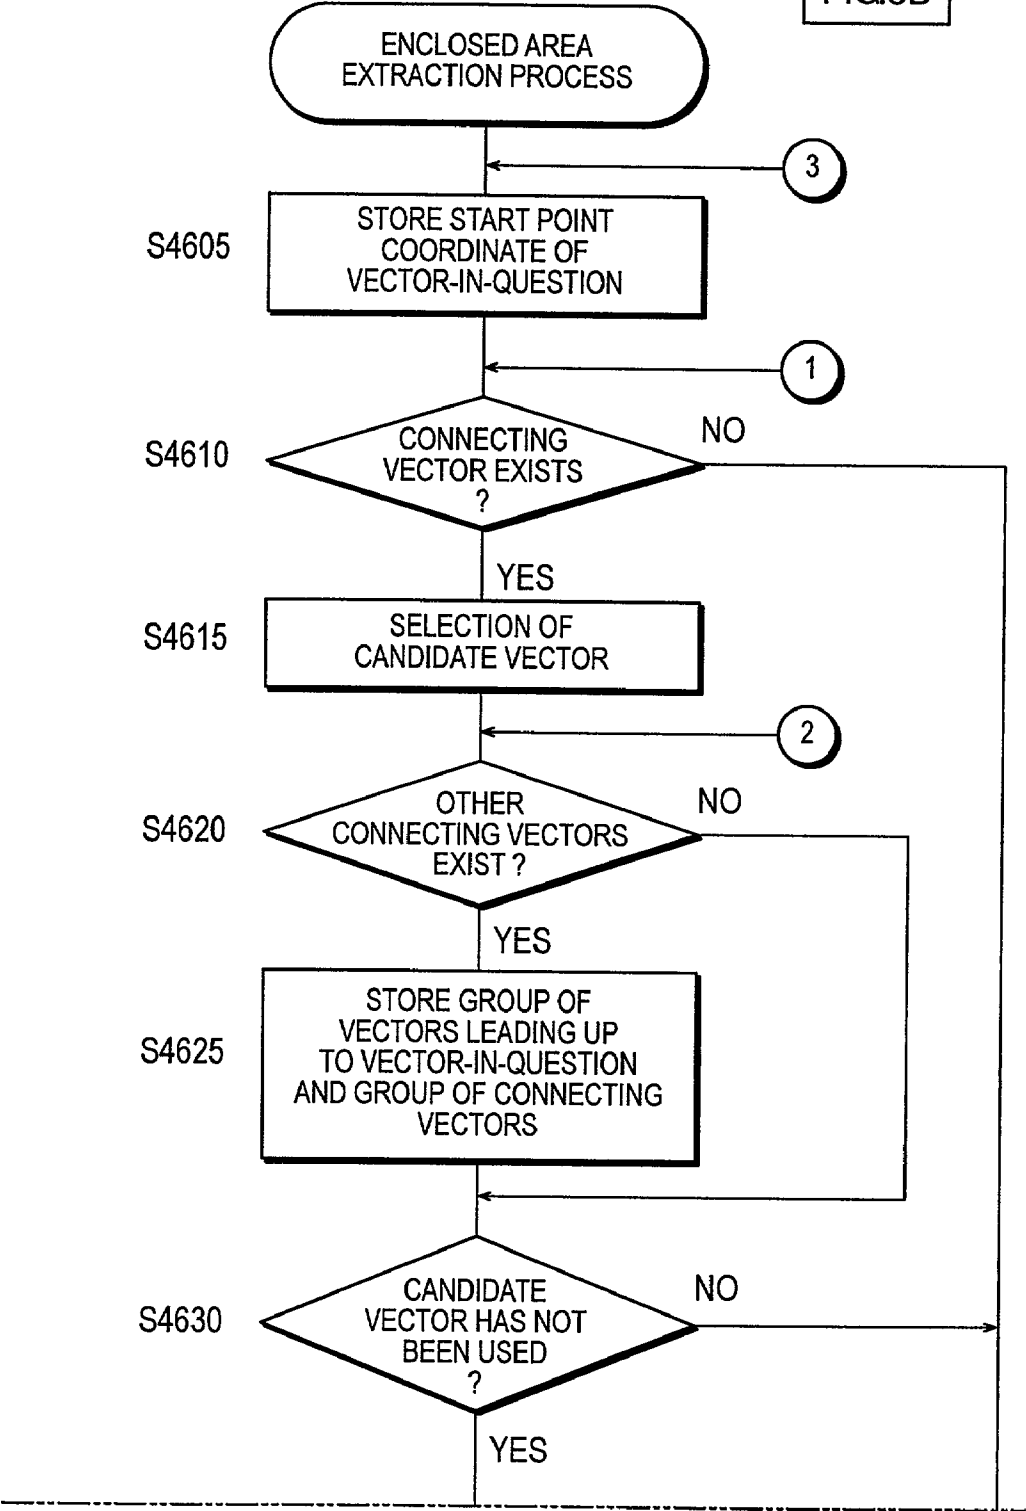 ENCLOSED AREA
EXTRACTION PROCESS
3
S4605
STORE START POINT
COORDINATE OF
VECTOR-IN-QUESTION
1
S4610
CONNECTING
VECTOR EXISTS
?
NO
YES
S4615
SELECTION OF
CANDIDATE VECTOR
2
S4620
OTHER
CONNECTING VECTORS
EXIST ?
NO
YES
S4625
STORE GROUP OF
VECTORS LEADING UP
TO VECTOR-IN-QUESTION
AND GROUP OF CONNECTING
VECTORS
S4630
CANDIDATE
VECTOR HAS NOT
BEEN USED
?
NO
YES